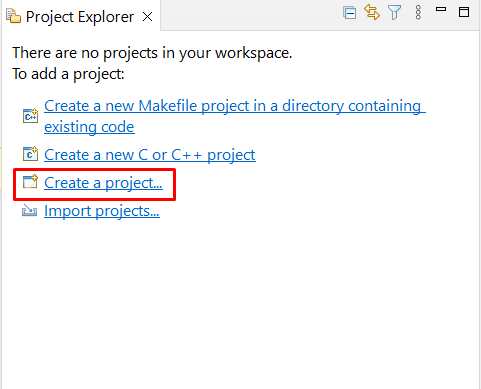 Project Explorer
There are no projects in your workspace.
To add a project:
Create a new Makefile project in a directory containing
existing code
Create a new C or C++ project
Create a project...
Import projects...